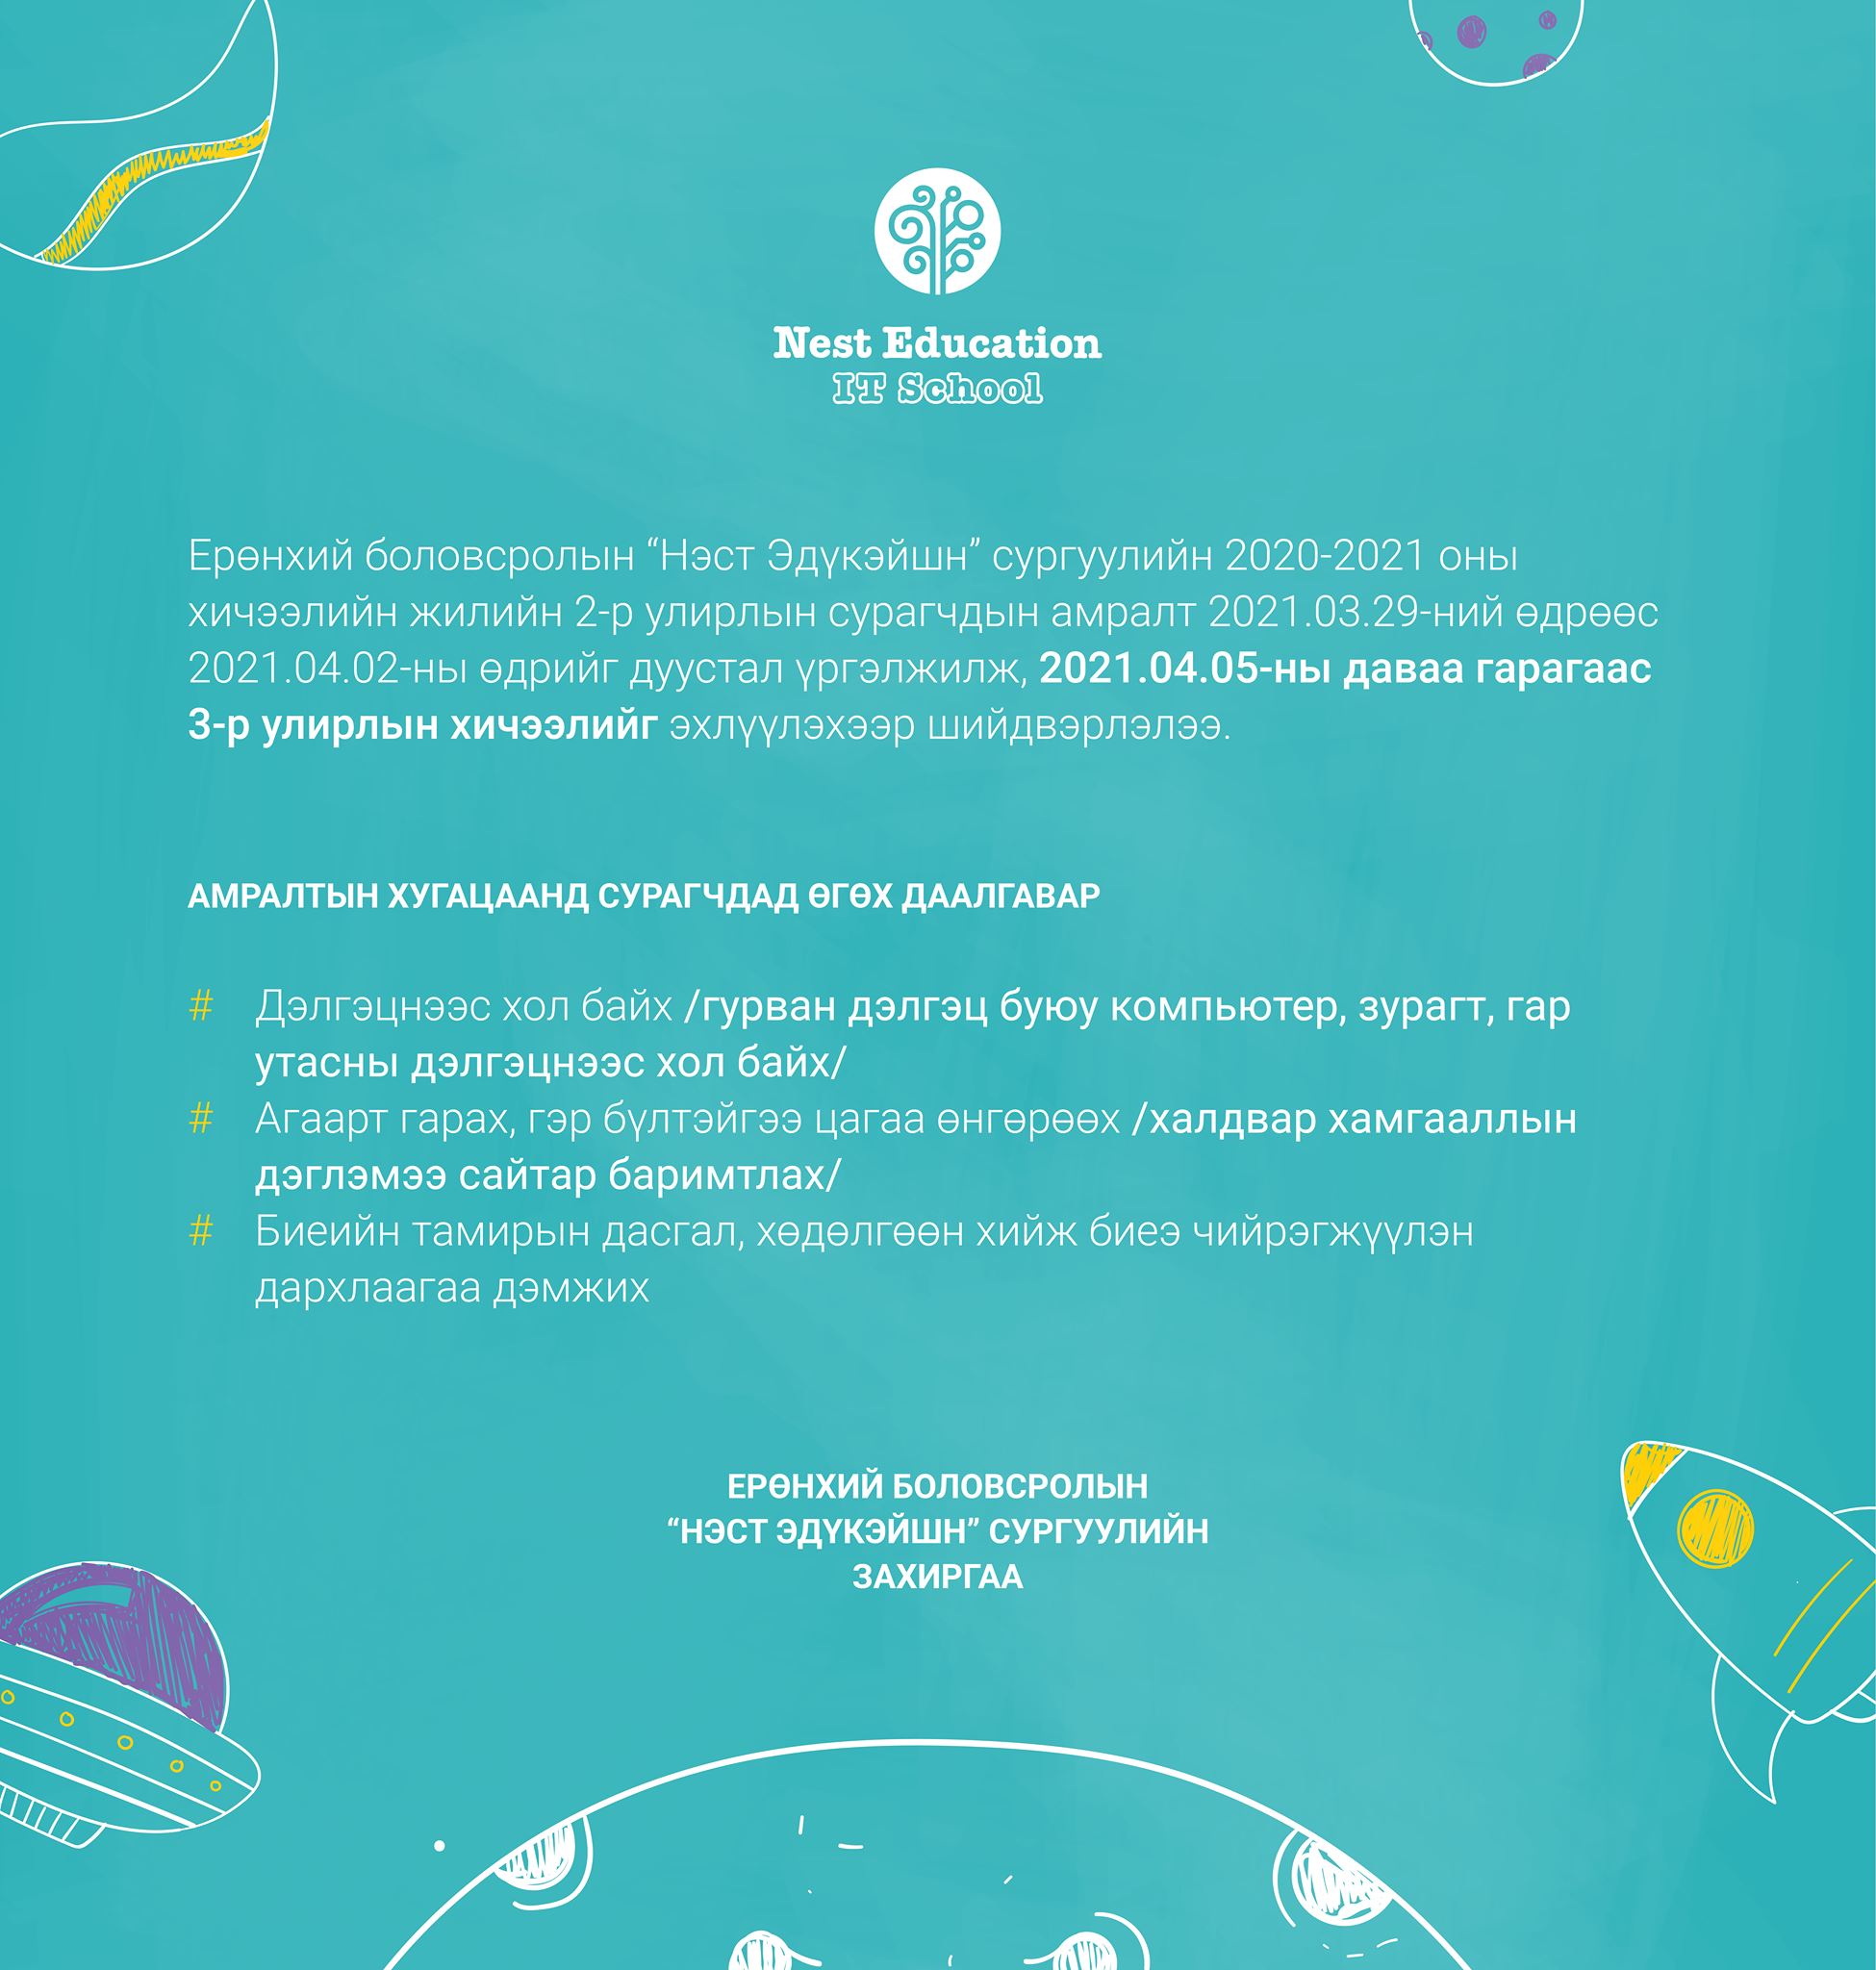 Nest Education
IT School
Ерөнхий боловсролын “Нэст Эдүкэйшн” сургуулийн 2020-2021 оны
хичээлийн жилийн 2-р улирлын сурагчдын амралт 2021.03.29-ний өдрөөс
2021.04.02-ны өдрийг дуустал үргэлжилж, 2021.04.05-ны даваа гарагаас
3-р улирлын хичээлийг эхлүүлэхээр шийдвэрлэлээ.
АМРАЛТЫН ХУГАЦААНД СУРАГЧДАД ӨГӨХ ДААЛГАВАР
# Дэлгэцнээс хол байх /гурван дэлгэц буюу компьютер, зурагт, гар
утасны дэлгэцнээс хол байх/
# Агаарт гарах, гэр бүлтэйгээ цагаа өнгөрөөх /халдвар хамгааллын
дэглэмээ сайтар баримтлах/
# Биеийн тамирын дасгал, хөдөлгөөн хийж биеэ чийрэгжүүлэн
дархлаагаа дэмжих
ЕРӨНХИЙ БОЛОВСРОЛЫН
“НЭСТ ЭДҮКЭЙШН” СУРГУУЛИЙН
ЗАХИРГАА